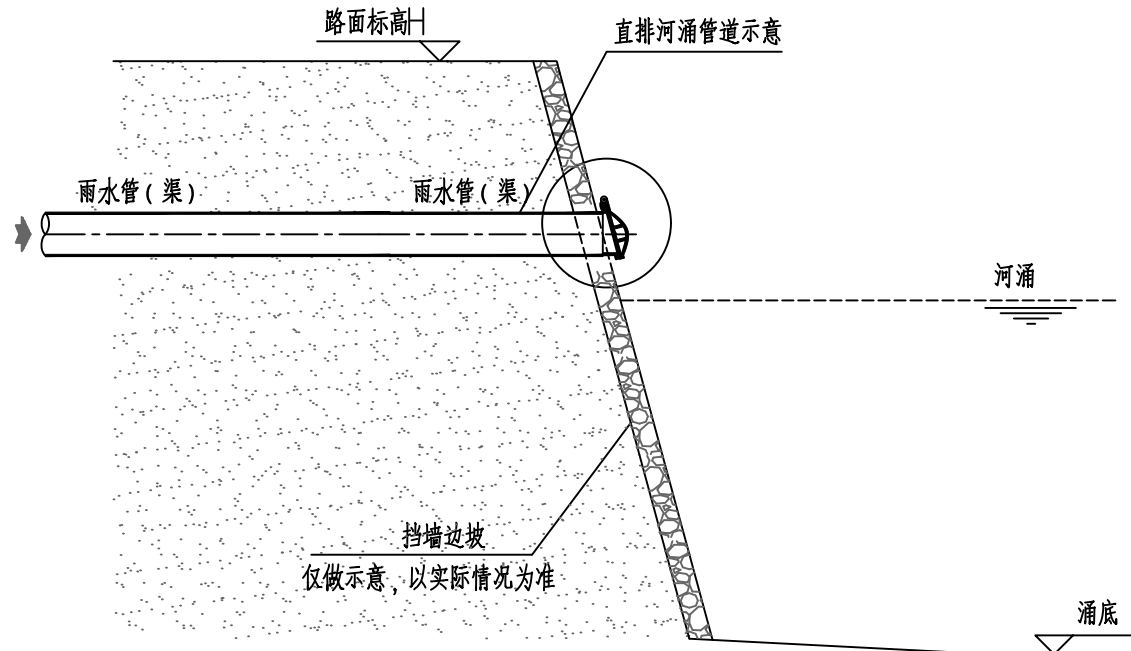 路面标高H
直排河涌管道示意
雨水管（渠）
雨水管（渠）
河涌
挡墙边坡
仅做示意，以实际情况为准
涌底